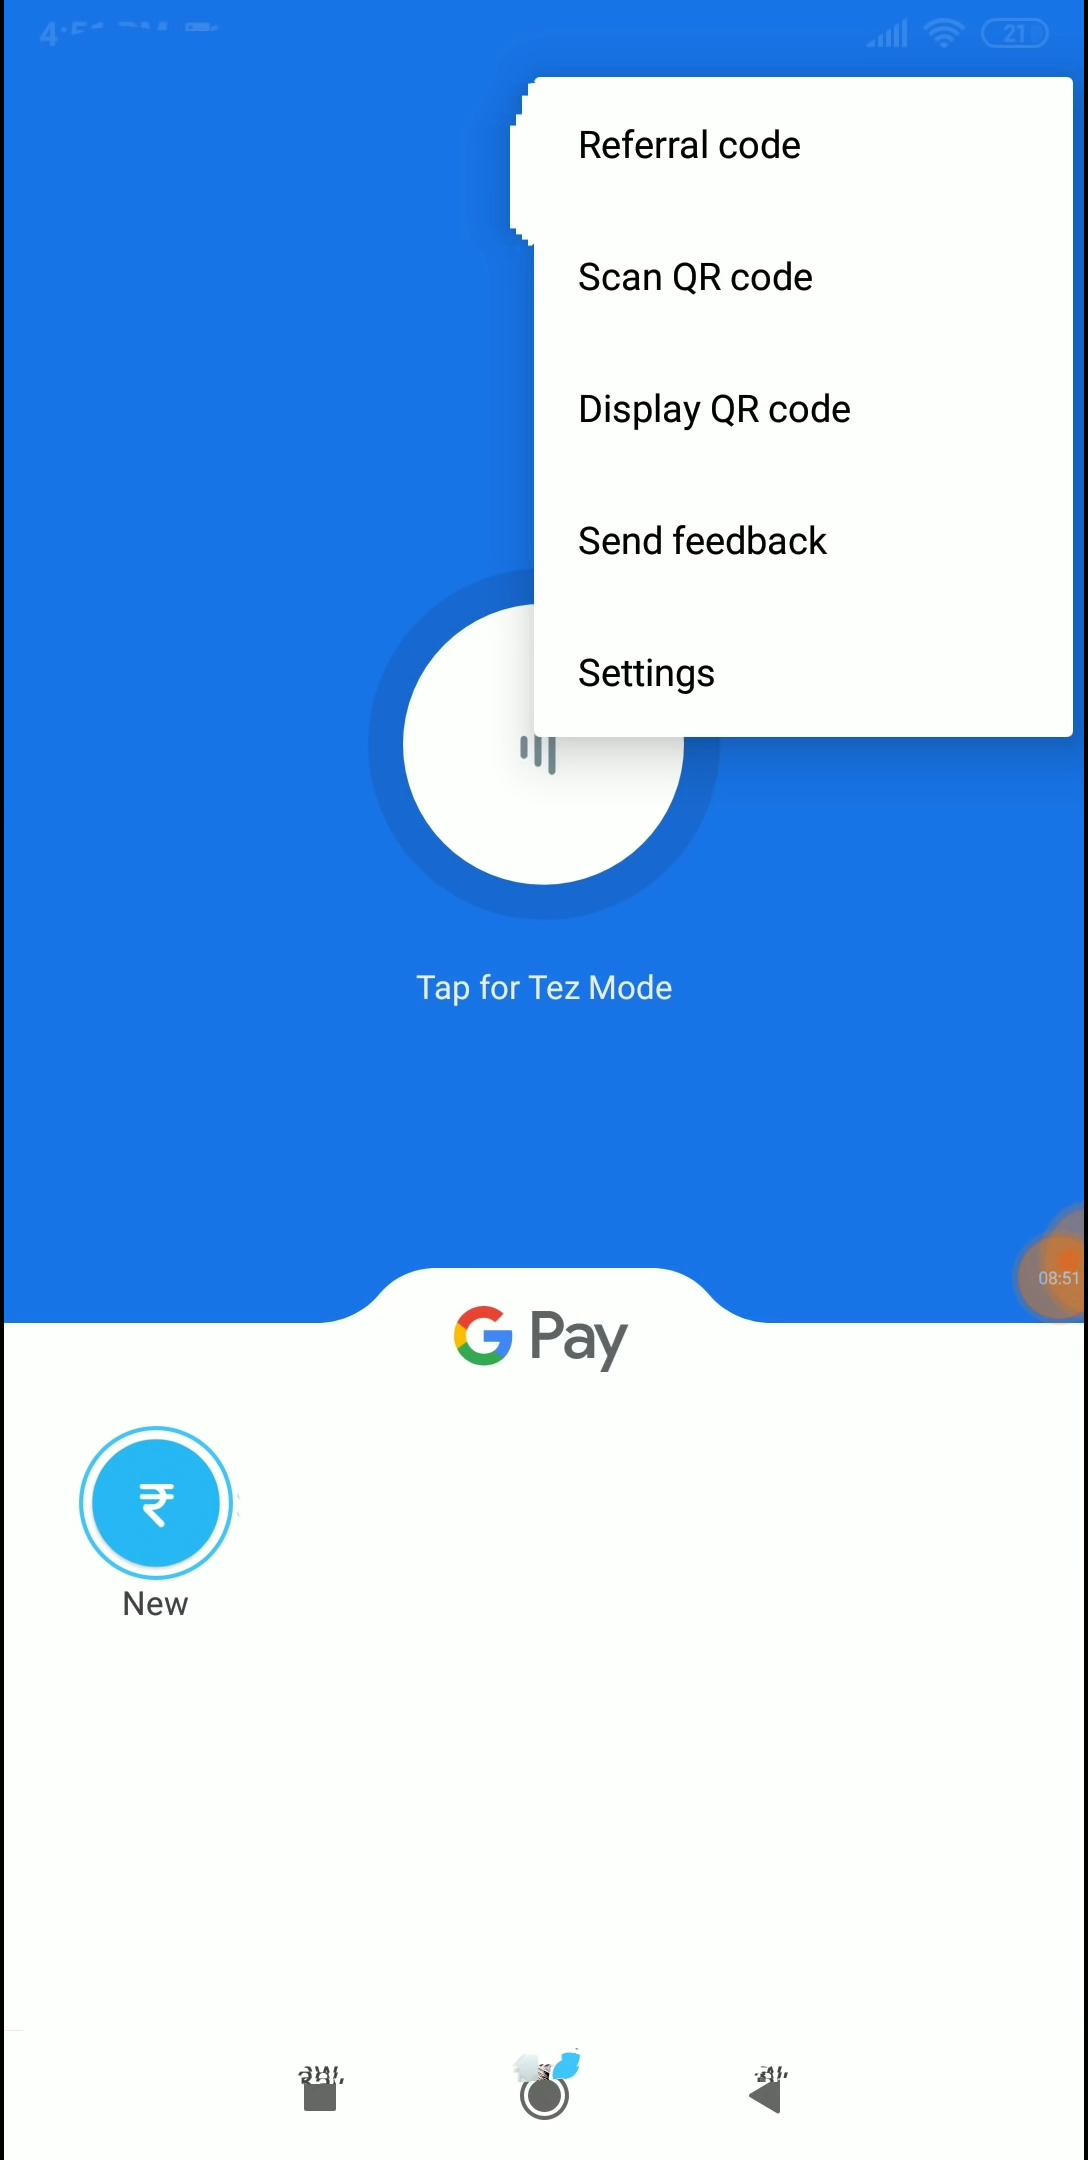 21
Referral code
Scan QR code
Display QR code
Send feedback
Settings
Tap for Tez Mode
08:51
G Pay
₹
New